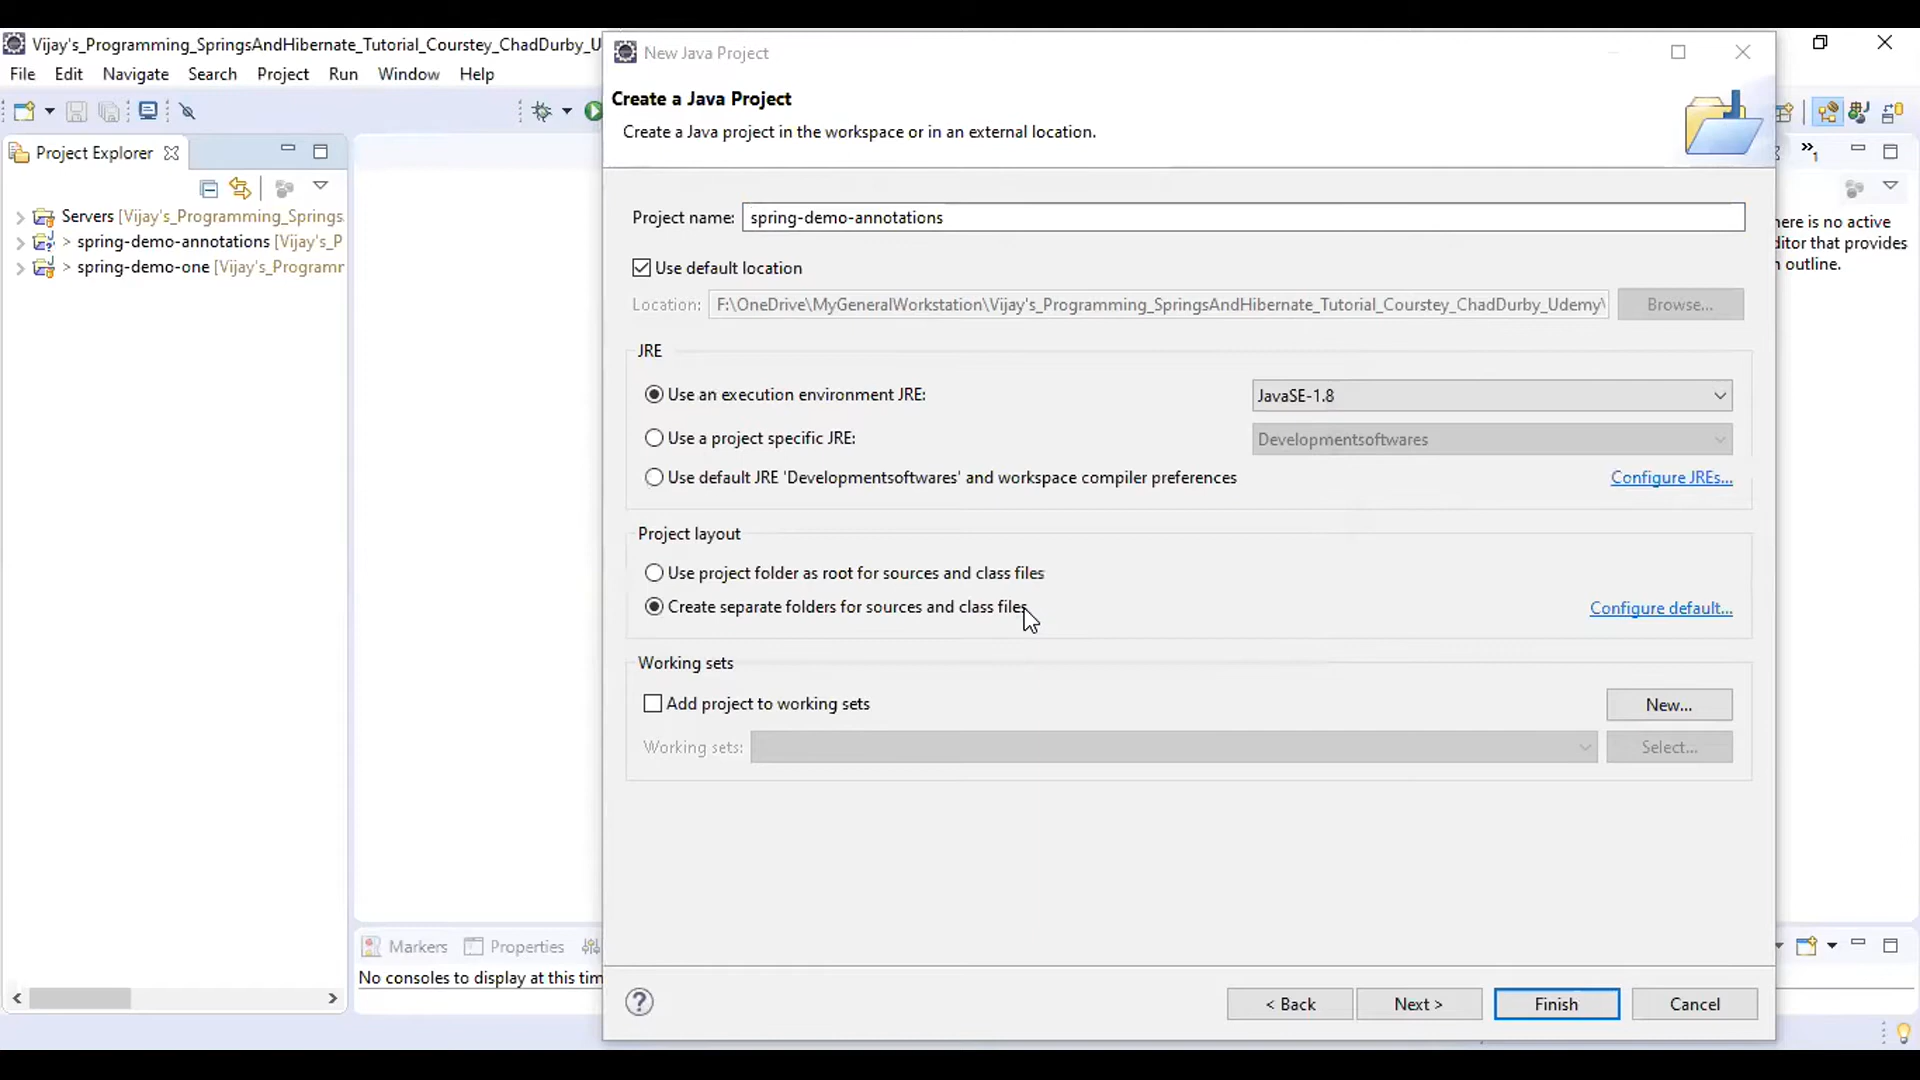 Vijay's_Programming_SpringsAndHibernate_Tutorial_Courstey_ChadDurby_U
File Edit Navigate Search Project Run Window Help
Project Explorer
Servers [Vijay's_Programming_Springs
> spring-demo-annotations [Vijay's_P
> spring-demo-one [Vijay's_Programm
New Java Project
Create a Java Project
Create a Java project in the workspace or in an external location.
Project name: spring-demo-annotations
Use default location
Location: F:\OneDrive\MyGeneralWorkstation\Vijay's_Programming_SpringsAndHibernate_Tutorial_Courstey_ChadDurby_Udemy\ Browse...
JRE
Use an execution environment JRE: JavaSE-1.8
Use a project specific JRE: Developmentsoftwares
Use default JRE 'Developmentsoftwares' and workspace compiler preferences Configure JREs...
Project layout
Use project folder as root for sources and class files
Create separate folders for sources and class files Configure default...
Working sets
Add project to working sets New...
Working sets: Select...
< Back Next > Finish Cancel
here is no active
ditor that provides
n outline.
Markers Properties
No consoles to display at this tim